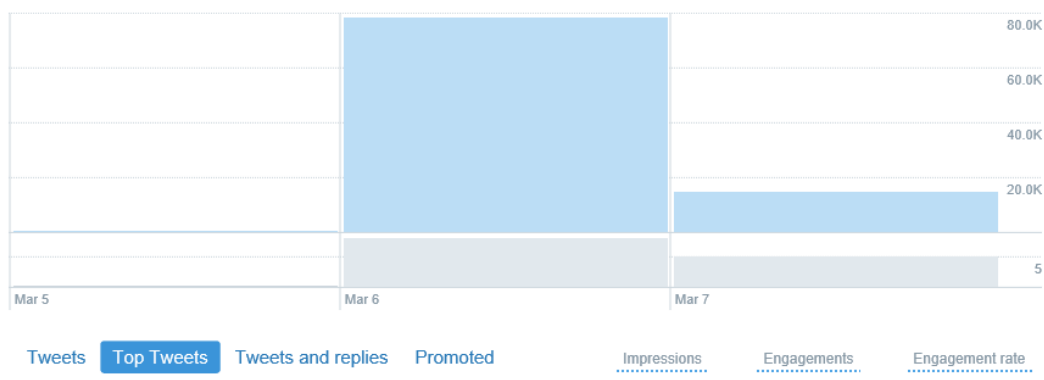 80.0K
60.0K
40.0K
20.0K
5
Mar 5 Mar 6 Mar 7
Tweets Top Tweets Tweets and replies Promoted Impressions Engagements Engagement rate